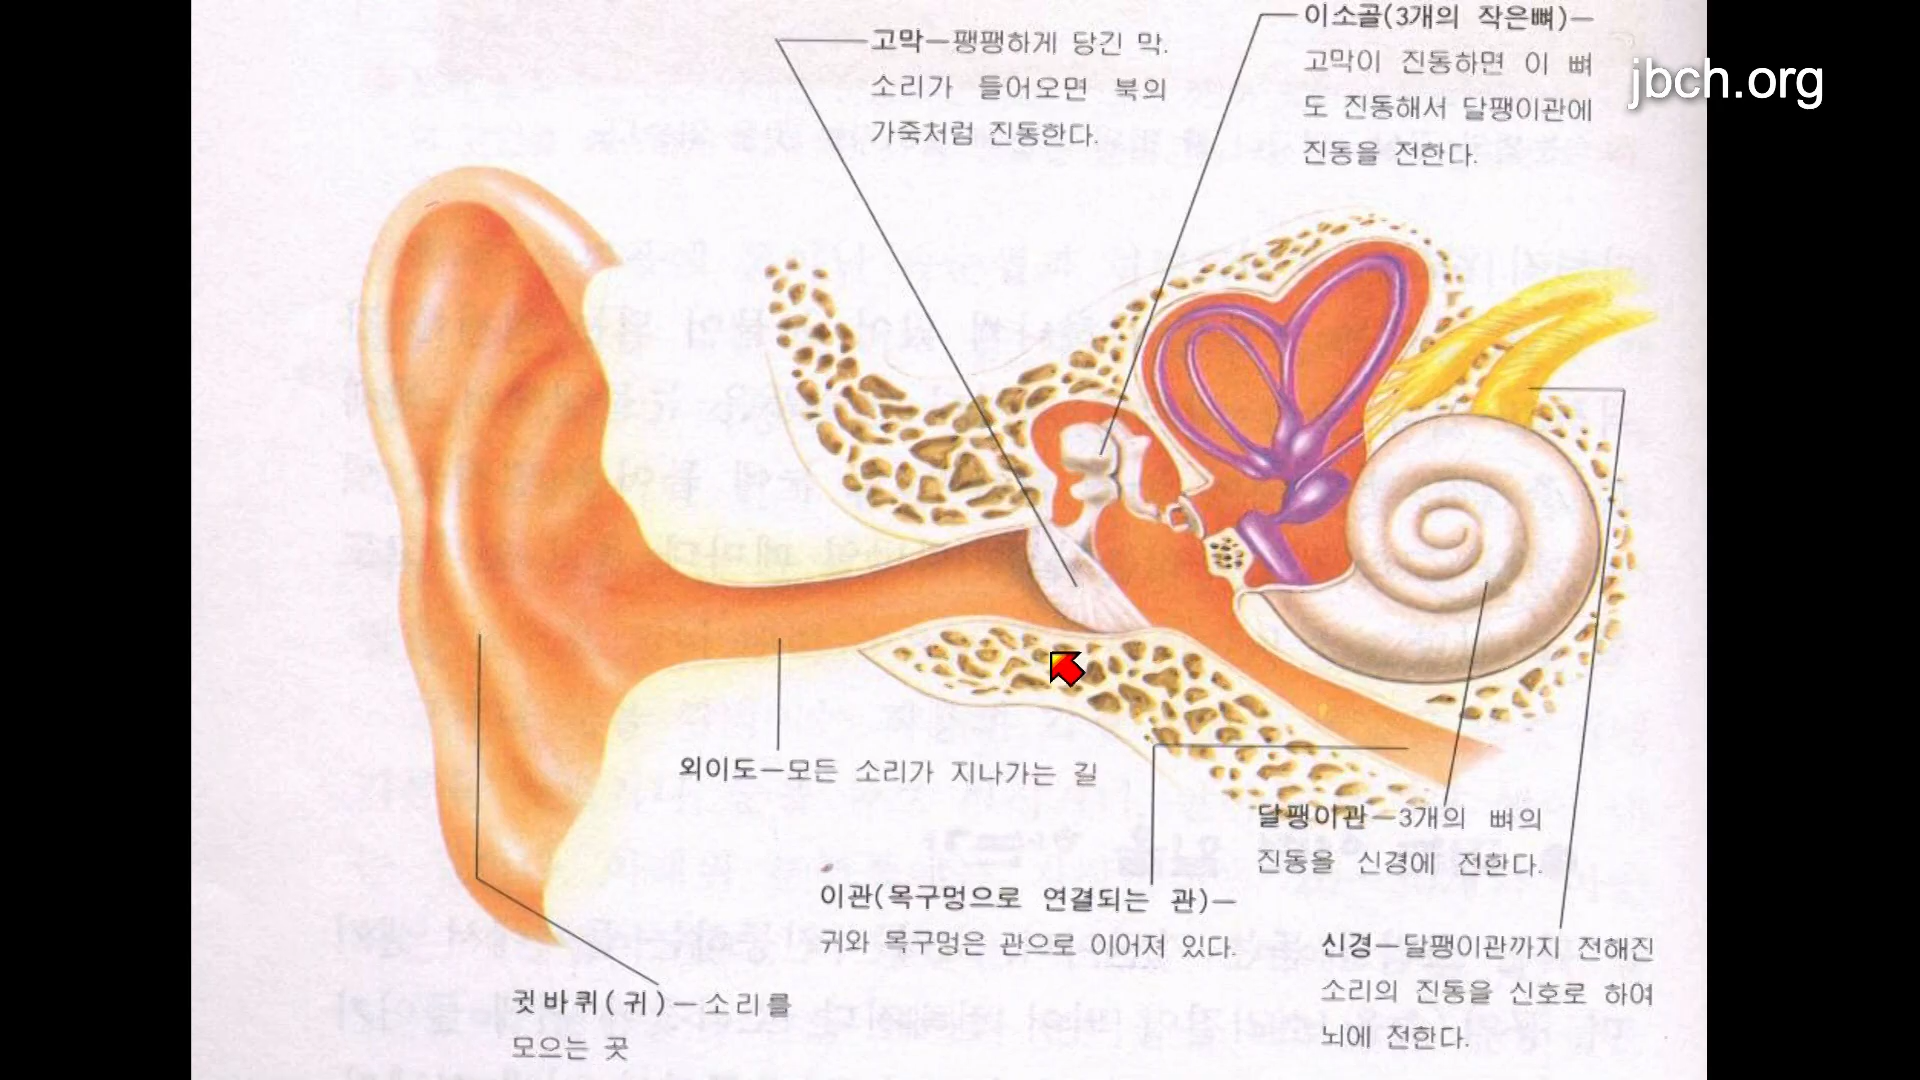 고막—팽팽하게 당긴 막.
소리가 들어오면 북의
가죽처럼 진동한다.
이소골(3개의 작은뼈)—
고막이 진동하면 이 뼈
도 진동해서 달팽이관에
진동을 전한다.
jbch.org
외이도—모든 소리가 지나가는 길
달팽이관—3개의 뼈의
진동을 신경에 전한다.
이관(목구멍으로 연결되는 관)—
귀와 목구멍은 관으로 이어져 있다.
신경—달팽이관까지 전해진
소리의 진동을 신호로 하여
뇌에 전한다.
귓바퀴(귀)—소리를
모으는 곳